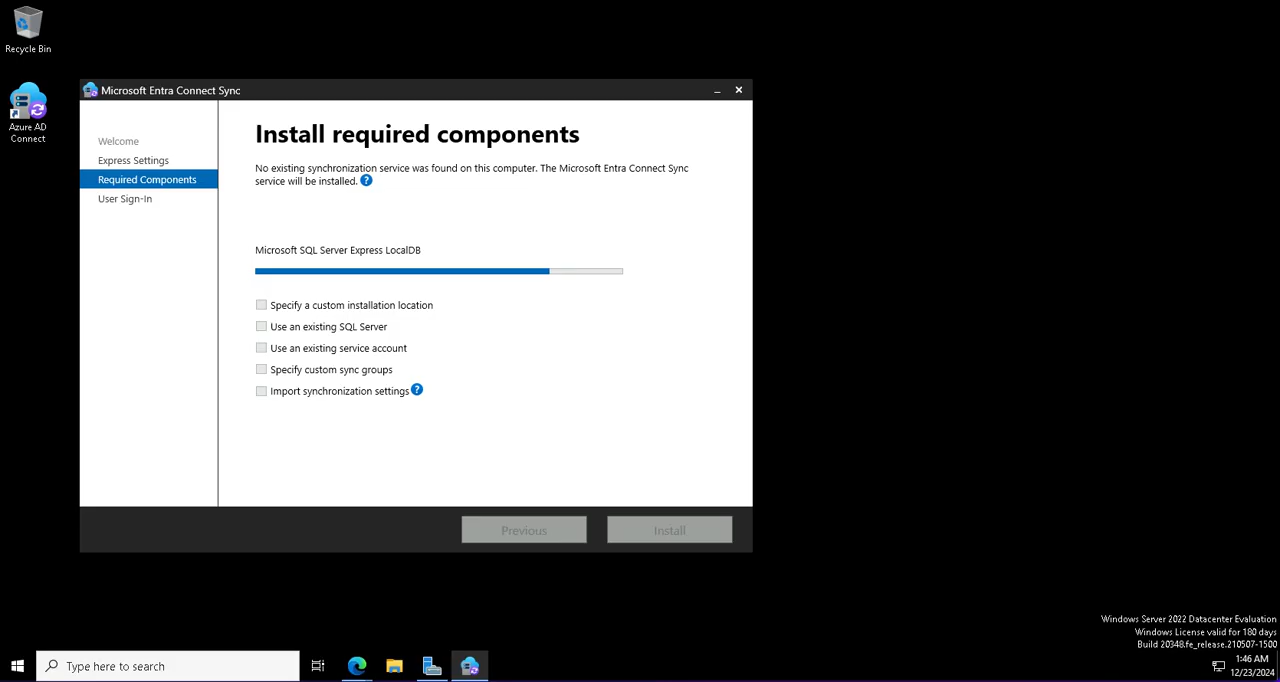 Recycle Bin
Azure AD
Connect
Microsoft Entra Connect Sync
Welcome
Express Settings
Required Components
User Sign-In
Install required components
No existing synchronization service was found on this computer. The Microsoft Entra Connect Sync
service will be installed. ?
Microsoft SQL Server Express LocalDB
Specify a custom installation location
Use an existing SQL Server
Use an existing service account
Specify custom sync groups
Import synchronization settings ?
Previous
Install
Windows Server 2022 Datacenter Evaluation
Windows License valid for 180 days
Build 20348.fe_release.210507-1500
Type here to search
1:46 AM
12/23/2024